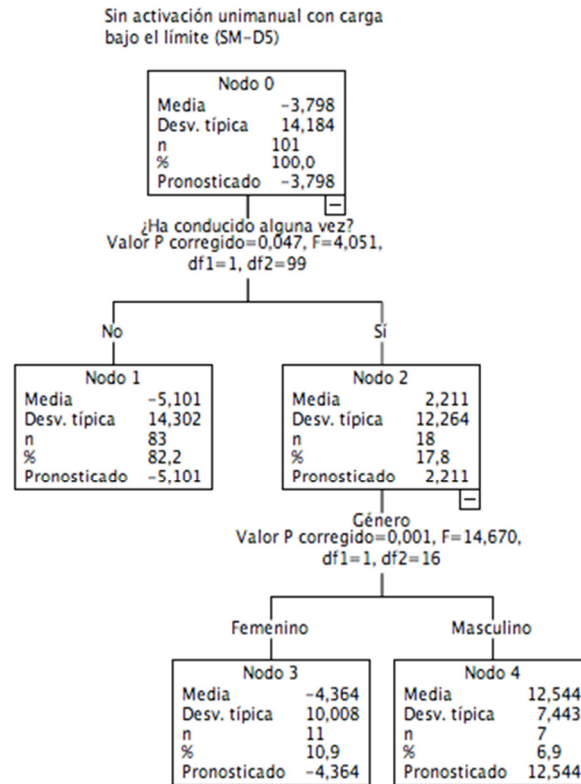 Sin activación unimanual con carga
bajo el límite (SM-D5)
Nodo 0
Media -3,798
Desv. típica 14,184
n 101
% 100,0
Pronosticado -3,798
¿Ha conducido alguna vez?
Valor P corregido=0,047, F=4,051,
df1=1, df2=99
No
Sí
Nodo 1
Media -5,101
Desv. típica 14,302
n 83
% 82,2
Pronosticado -5,101
Nodo 2
Media 2,211
Desv. típica 12,264
n 18
% 17,8
Pronosticado 2,211
Género
Valor P corregido=0,001, F=14,670,
df1=1, df2=16
Femenino
Masculino
Nodo 3
Media -4,364
Desv. típica 10,008
n 11
% 10,9
Pronosticado -4,364
Nodo 4
Media 12,544
Desv. típica 7,443
n 7
% 6,9
Pronosticado 12,544